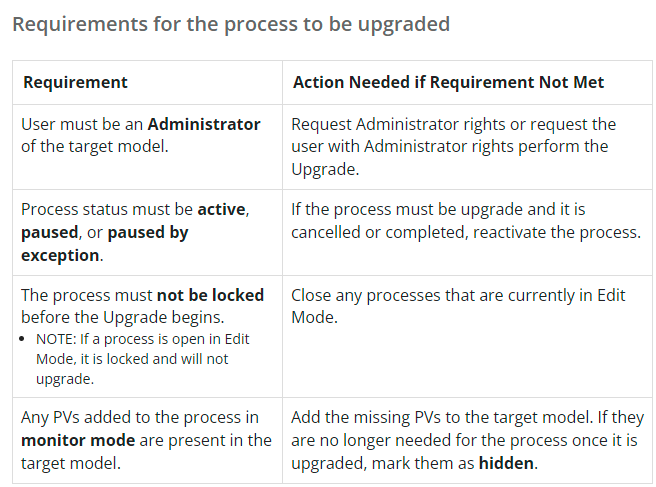 Requirements for the process to be upgraded
Requirement
Action Needed if Requirement Not Met
User must be an Administrator
of the target model.
Request Administrator rights or request the
user with Administrator rights perform the
Upgrade.
Process status must be active,
paused, or paused by
exception.
If the process must be upgrade and it is
cancelled or completed, reactivate the process.
The process must not be locked
before the Upgrade begins.
• NOTE: If a process is open in Edit
Mode, it is locked and will not
upgrade.
Close any processes that are currently in Edit
Mode.
Any PVs added to the process in
monitor mode are present in the
target model.
Add the missing PVs to the target model. If they
are no longer needed for the process once it is
upgraded, mark them as hidden.